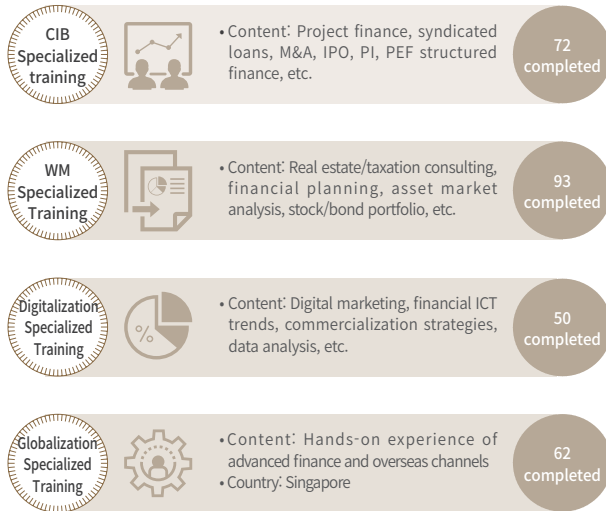 CIB
Specialized
training
• Content: Project finance, syndicated
loans, M&A, IPO, PI, PEF structured
finance, etc.
72
completed
WM
Specialized
Training
• Content: Real estate/taxation consulting,
financial planning, asset market
analysis, stock/bond portfolio, etc.
93
completed
Digitalization
Specialized
Training
%
• Content: Digital marketing, financial ICT
trends, commercialization strategies,
data analysis, etc.
50
completed
Globalization
Specialized
Training
• Content: Hands-on experience of
advanced finance and overseas channels
• Country: Singapore
62
completed